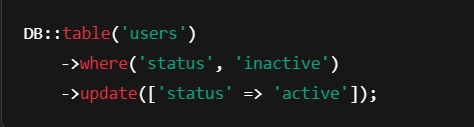 DB::table('users')
    ->where('status', 'inactive')
    ->update(['status' => 'active']);